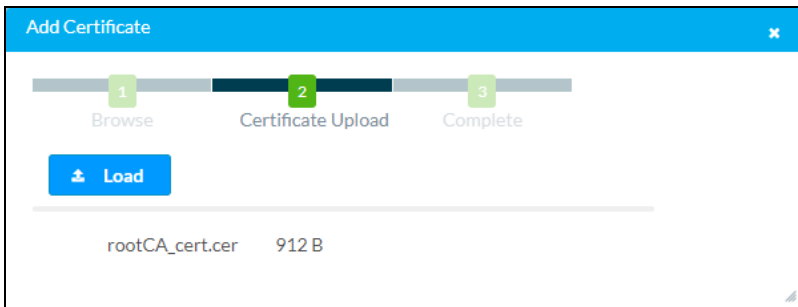 Add Certificate
1 2 3
Browse Certificate Upload Complete
Load
rootCA_cert.cer 912 B